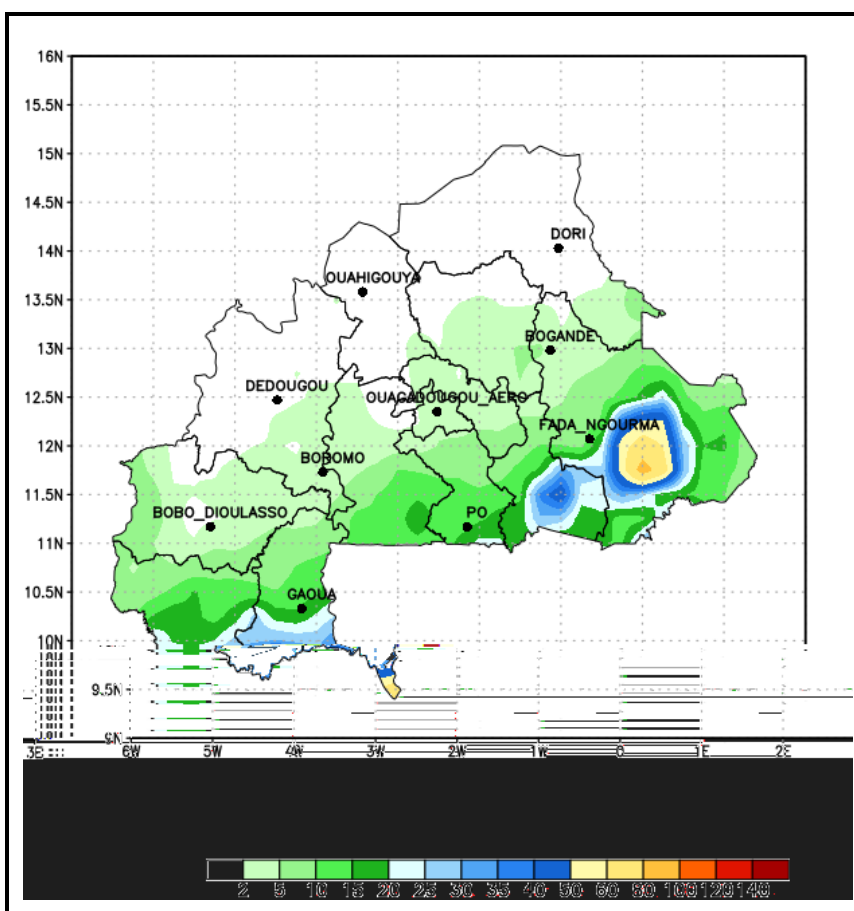 16N
15.5N
15N
14.5N
14N
13.5N
13N
12.5N
12N
11.5N
11N
10.5N
10N
9.5N
9N
DORI
OUAHIGOUYA
BOGANDE
DEDOUGOU
OUAGADOUGOU_AERO
FADA_NGOURMA
BOROMO
BOBO_DIOULASSO
PO
GAOUA
6W 5W 4W 3W 2W 1W 0 1E 2E
2 5 10 15 20 25 30 35 40 50 60 80 100 120 140